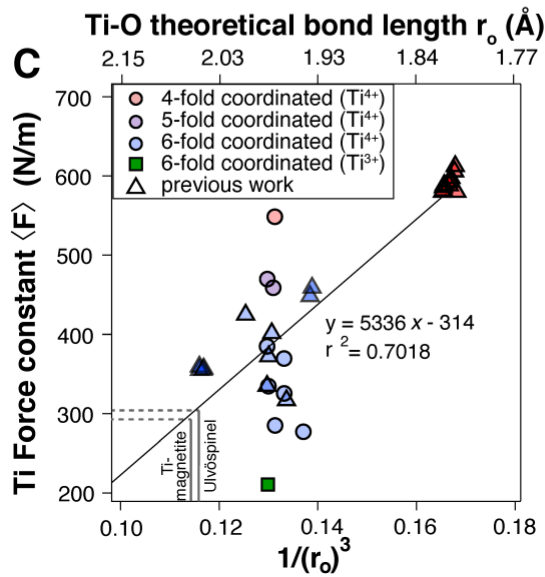 Ti-O theoretical bond length rₒ (Å)
C
2.15 2.03 1.93 1.84 1.77
700
600
500
400
300
200
Ti Force constant ⟨F⟩ (N/m)
4-fold coordinated (Ti⁴⁺)
5-fold coordinated (Ti⁴⁺)
6-fold coordinated (Ti⁴⁺)
6-fold coordinated (Ti³⁺)
previous work
y = 5336 x - 314
r ² = 0.7018
Ti-
magnetite
Ulvöspinel
0.10 0.12 0.14 0.16 0.18
1/(rₒ)³